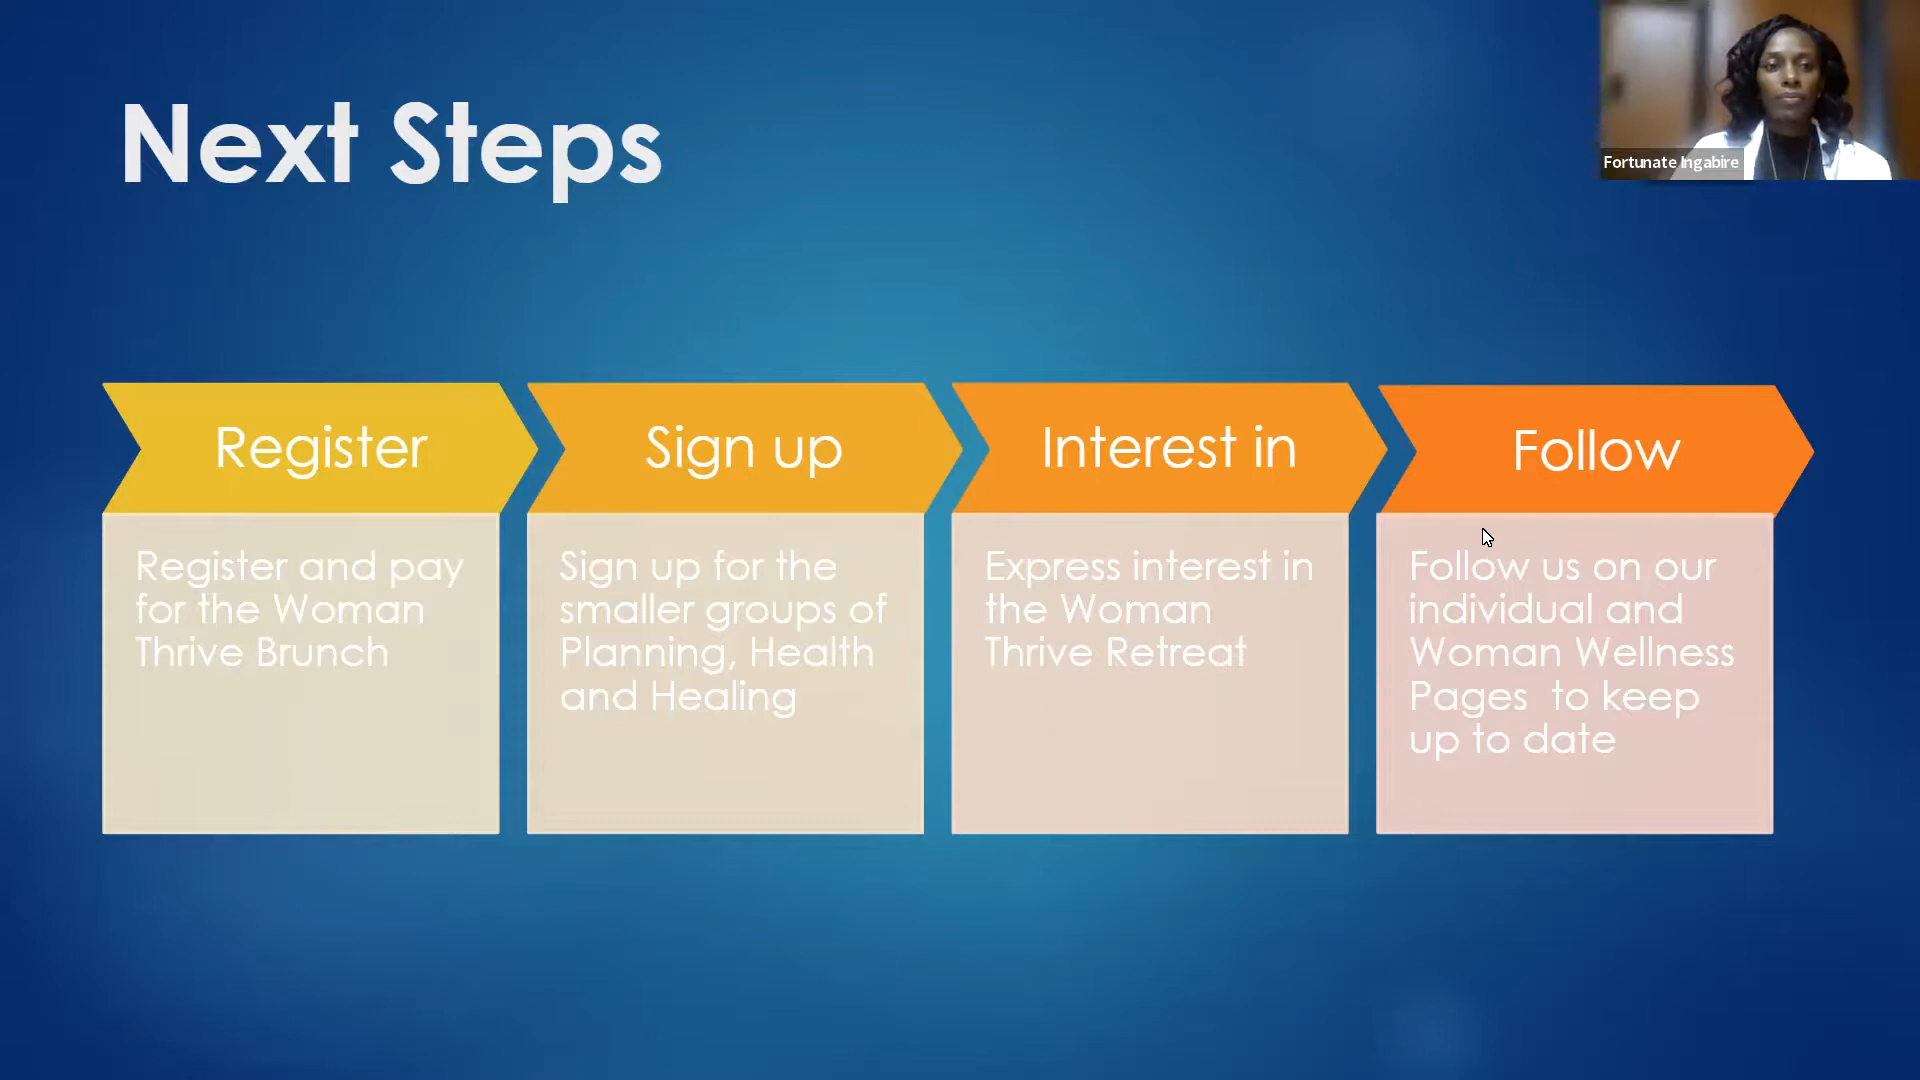 Next Steps
Fortunate Ingabire
Register
Register and pay
for the Woman
Thrive Brunch
Sign up
Sign up for the
smaller groups of
Planning, Health
and Healing
Interest in
Express interest in
the Woman
Thrive Retreat
Follow
Follow us on our
individual and
Woman Wellness
Pages  to keep
up to date